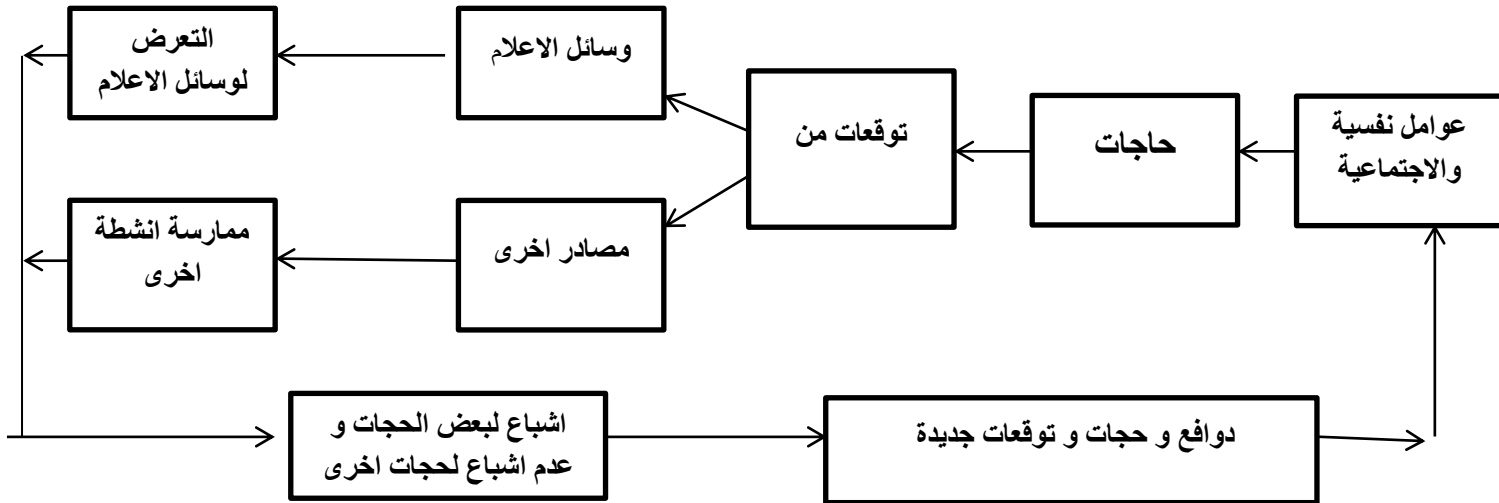 عوامل نفسية
والاجتماعية
حاجات
توقعات من
وسائل الاعلام
التعرض
لوسائل الاعلام
مصادر اخرى
ممارسة انشطة
اخرى
اشباع لبعض الحجات و
عدم اشباع لحجات اخرى
دوافع و حجات و توقعات جديدة